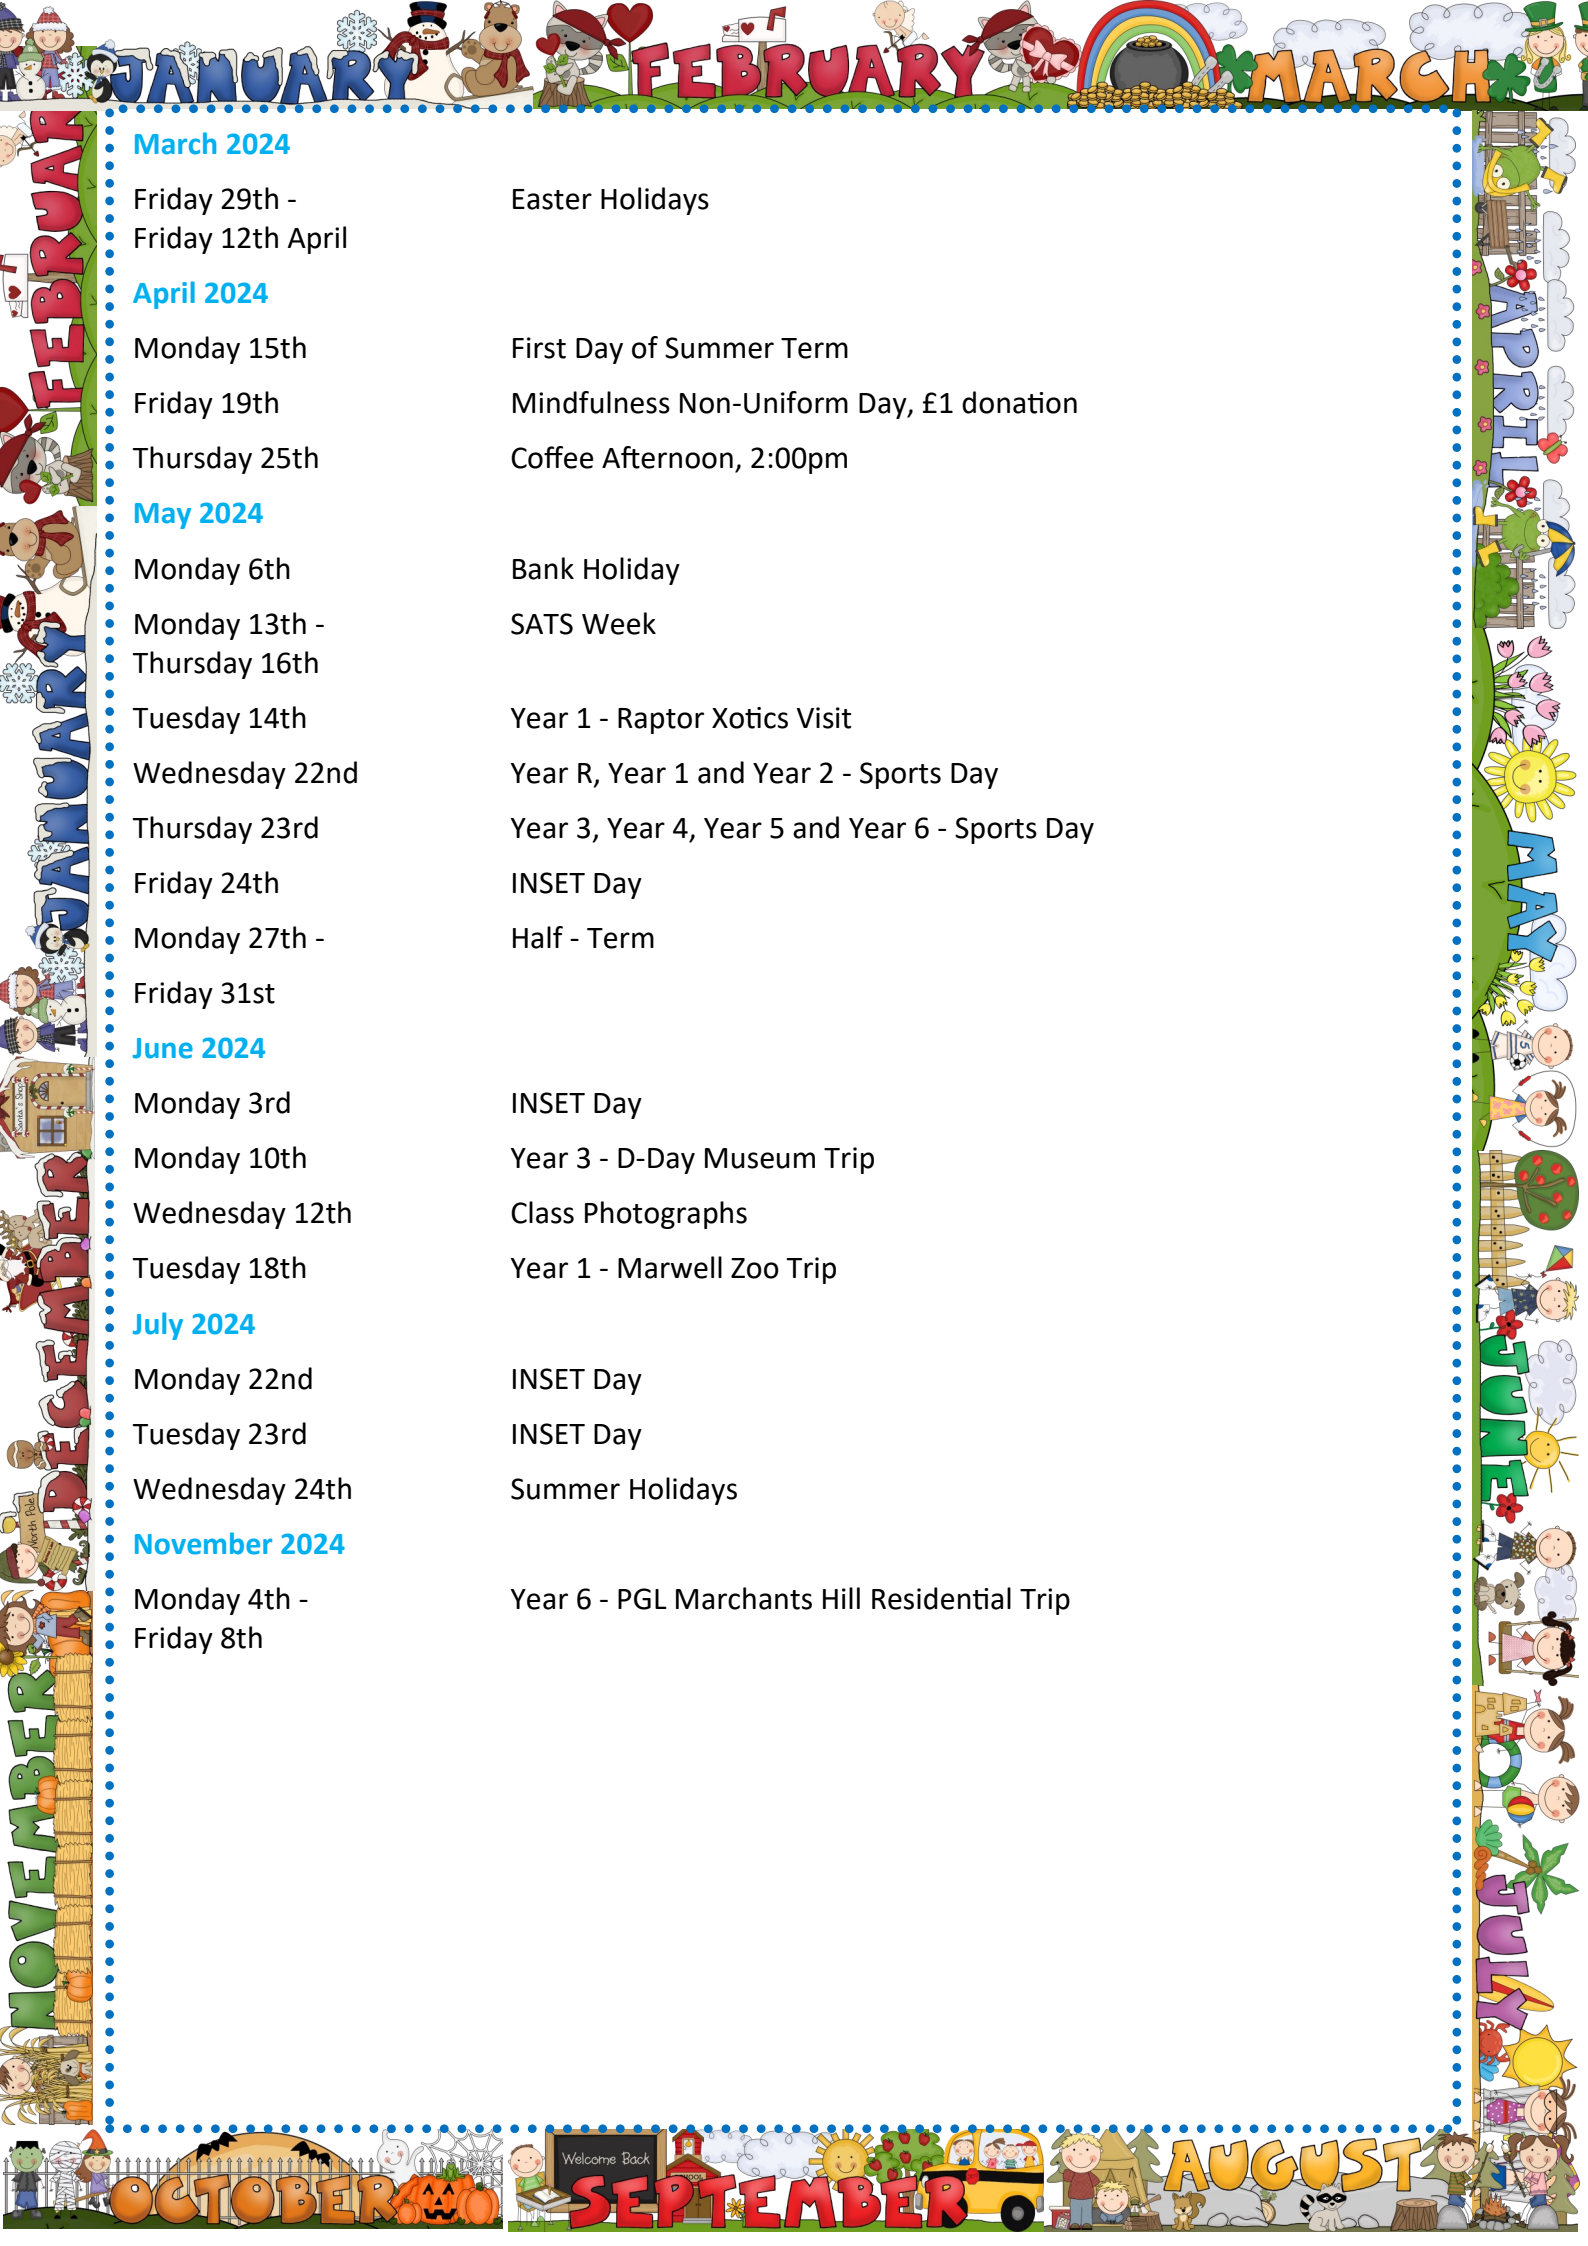 JANUARY FEBRUARY MARCH
March 2024
Friday 29th - Easter Holidays
Friday 12th April
April 2024
Monday 15th First Day of Summer Term
Friday 19th Mindfulness Non-Uniform Day, £1 donation
Thursday 25th Coffee Afternoon, 2:00pm
May 2024
Monday 6th Bank Holiday
Monday 13th - SATS Week
Thursday 16th
Tuesday 14th Year 1 - Raptor Xotics Visit
Wednesday 22nd Year R, Year 1 and Year 2 - Sports Day
Thursday 23rd Year 3, Year 4, Year 5 and Year 6 - Sports Day
Friday 24th INSET Day
Monday 27th - Half - Term
Friday 31st
June 2024
Monday 3rd INSET Day
Monday 10th Year 3 - D-Day Museum Trip
Wednesday 12th Class Photographs
Tuesday 18th Year 1 - Marwell Zoo Trip
July 2024
Monday 22nd INSET Day
Tuesday 23rd INSET Day
Wednesday 24th Summer Holidays
November 2024
Monday 4th - Year 6 - PGL Marchants Hill Residential Trip
Friday 8th
FEBRUAR
JANUARY
Santa's Shop
DECEMBER
North Pole
NOVEMBER
APRIL
MAY
5
JUNE
JULY
OCTOBER
Welcome Back
SCHOOL
SEPTEMBER
AUGUST